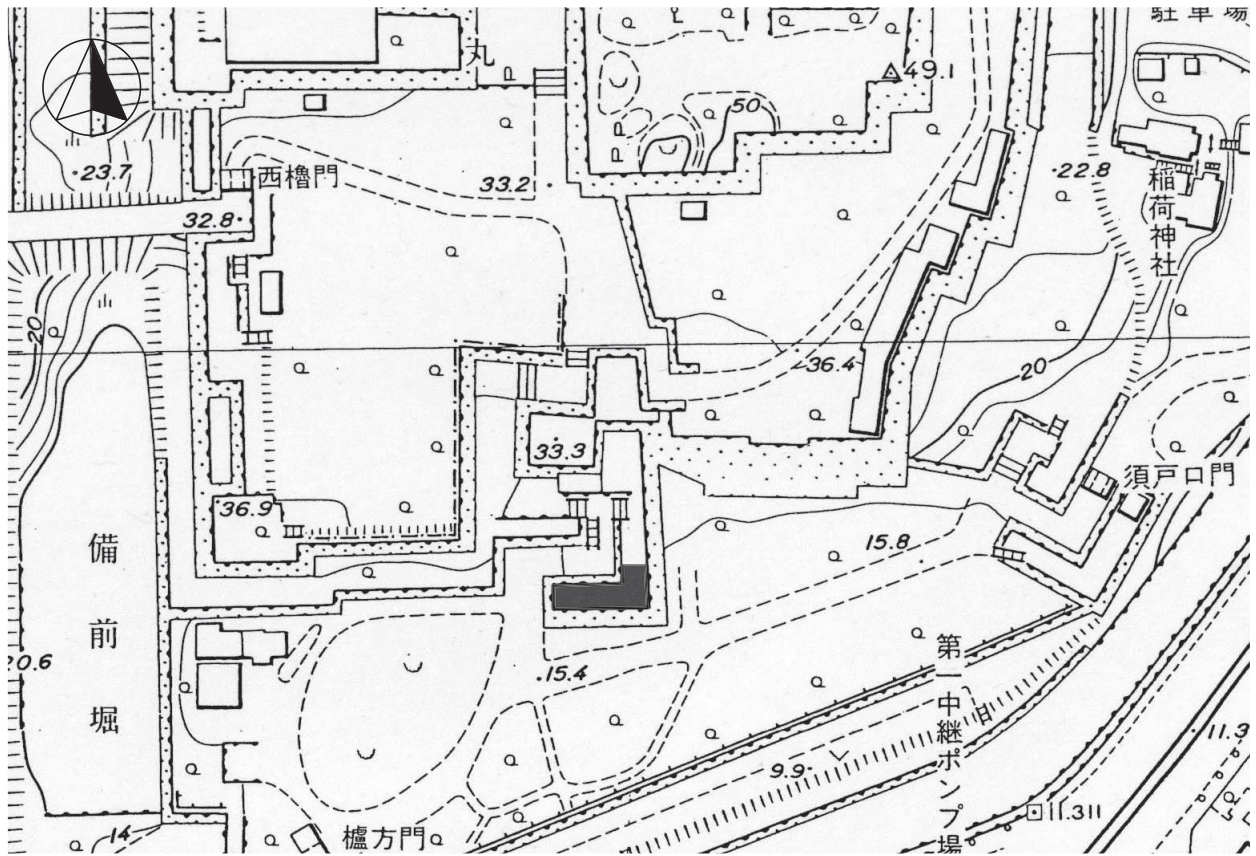 駐車場
丸
49.1
50
23.7
西櫓門
33.2
22.8
稲荷神社
32.8
20
36.4
20
33.3
須戸口門
36.9
15.8
備前堀
20.6
15.4
第一中継ポンプ場
11.3
9.9
11.311
14
櫨方門